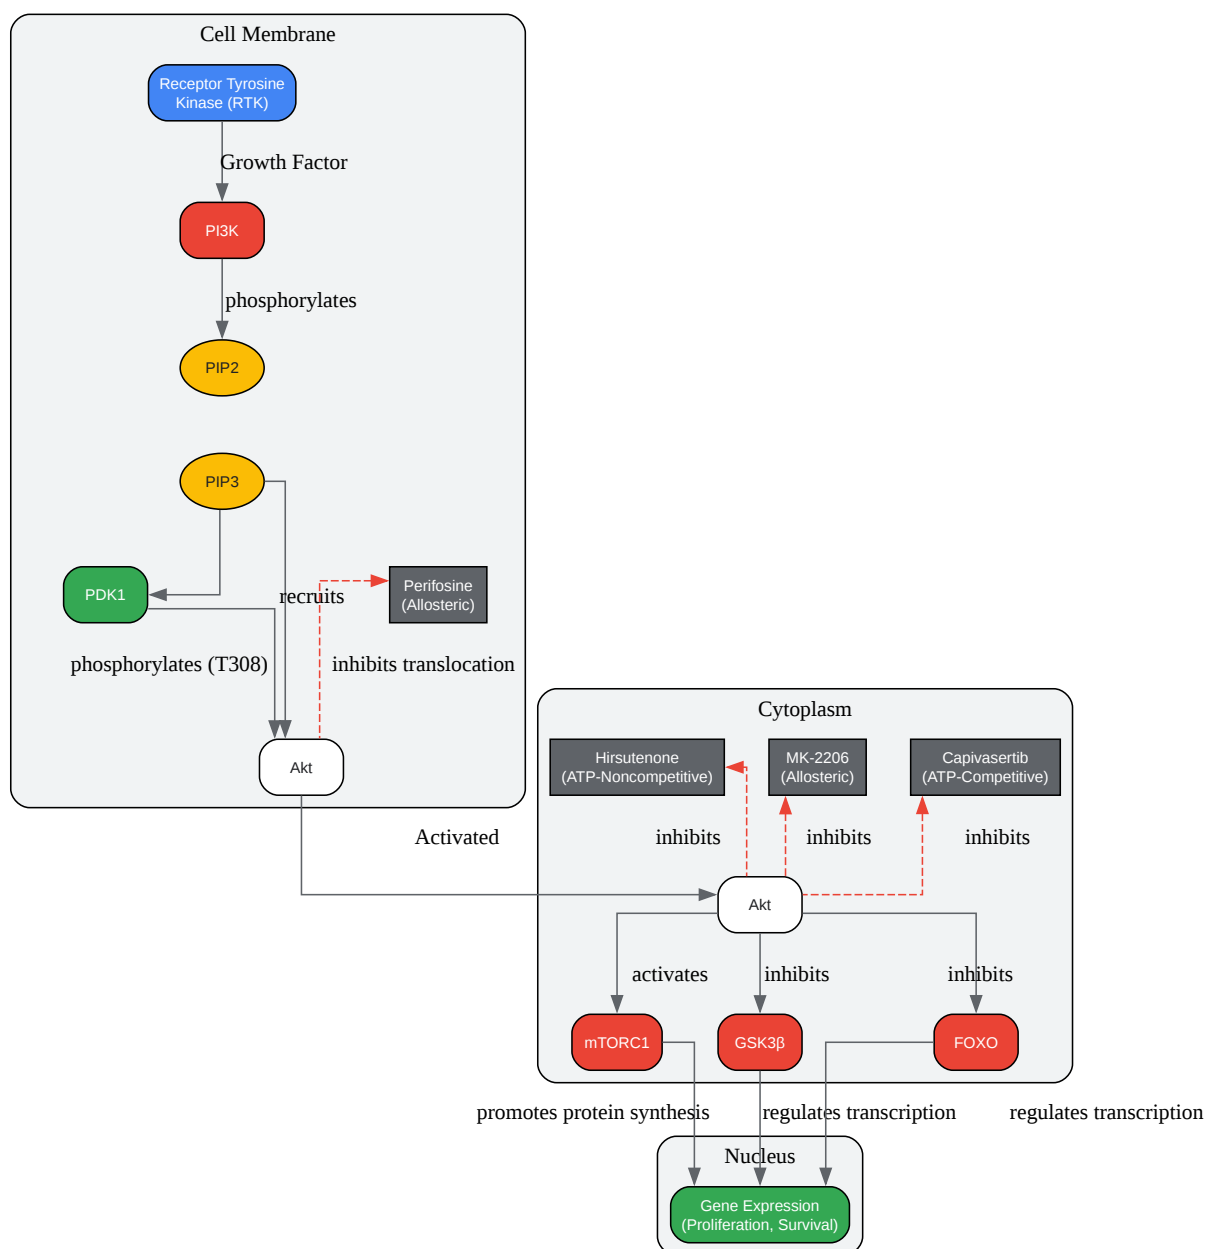 Cell Membrane
Receptor Tyrosine
Kinase (RTK)
Growth Factor
PI3K
phosphorylates
PIP2
PIP3
PDK1
recruits
Perifosine
(Allosteric)
phosphorylates (T308)
inhibits translocation
Akt
Activated
Cytoplasm
Hirsutenone
(ATP-Noncompetitive)
MK-2206
(Allosteric)
Capivasertib
(ATP-Competitive)
inhibits
inhibits
inhibits
Akt
activates
inhibits
inhibits
mTORC1
GSK3β
FOXO
promotes protein synthesis
regulates transcription
regulates transcription
Nucleus
Gene Expression
(Proliferation, Survival)